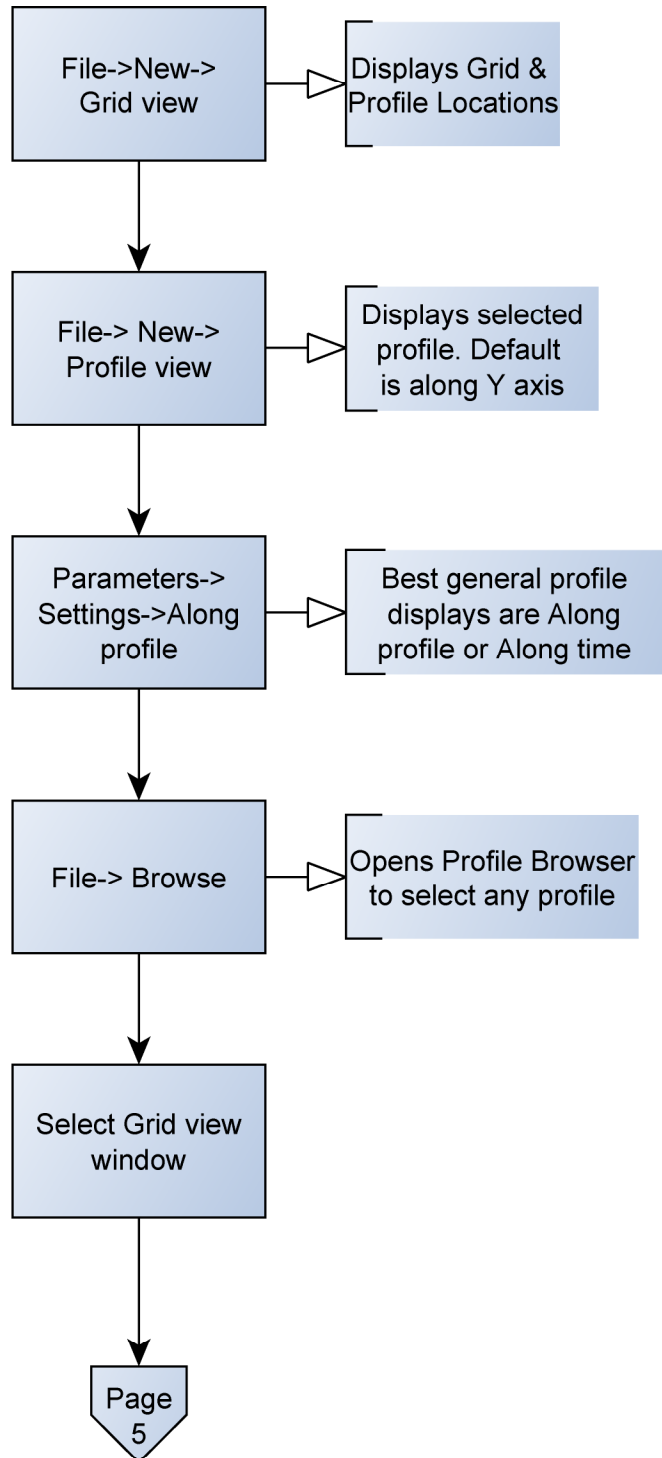 File->New->
Grid view
Displays Grid &
Profile Locations
File-> New->
Profile view
Displays selected
profile. Default
is along Y axis
Parameters->
Settings->Along
profile
Best general profile
displays are Along
profile or Along time
File-> Browse
Opens Profile Browser
to select any profile
Select Grid view
window
Page
5